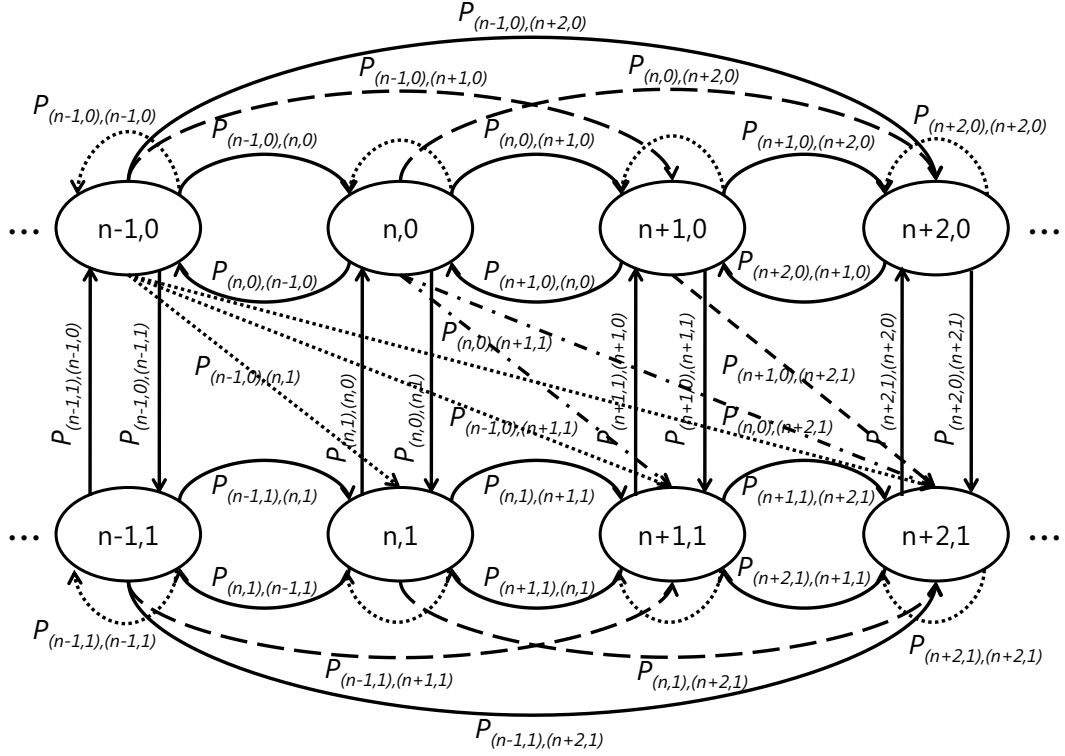 P(n-1,0),(n+2,0)
P(n-1,0),(n+1,0)
P(n,0),(n+2,0)
P(n-1,0),(n-1,0)
P(n-1,0),(n,0)
P(n,0),(n+1,0)
P(n+1,0),(n+2,0)
P(n+2,0),(n+2,0)
... n-1,0 n,0 n+1,0 n+2,0 ...
P(n,0),(n-1,0)
P(n+1,0),(n,0)
P(n+2,0),(n+1,0)
P(n-1,1),(n-1,0)
P(n-1,0),(n-1,1)
P(n-1,0),(n,1)
P(n,1),(n,0)
P(n,0),(n,1)
P(n,0),(n+1,1)
P(n-1,0),(n+1,1)
P(n+1,1),(n+1,0)
P(n+1,0),(n+1,1)
P(n+1,0),(n+2,1)
P(n,0),(n+2,1)
P(n+2,1),(n+2,0)
P(n+2,0),(n+2,1)
P(n-1,1),(n,1)
P(n,1),(n+1,1)
P(n+1,1),(n+2,1)
... n-1,1 n,1 n+1,1 n+2,1 ...
P(n,1),(n-1,1)
P(n+1,1),(n,1)
P(n+2,1),(n+1,1)
P(n-1,1),(n-1,1)
P(n+2,1),(n+2,1)
P(n-1,1),(n+1,1)
P(n,1),(n+2,1)
P(n-1,1),(n+2,1)